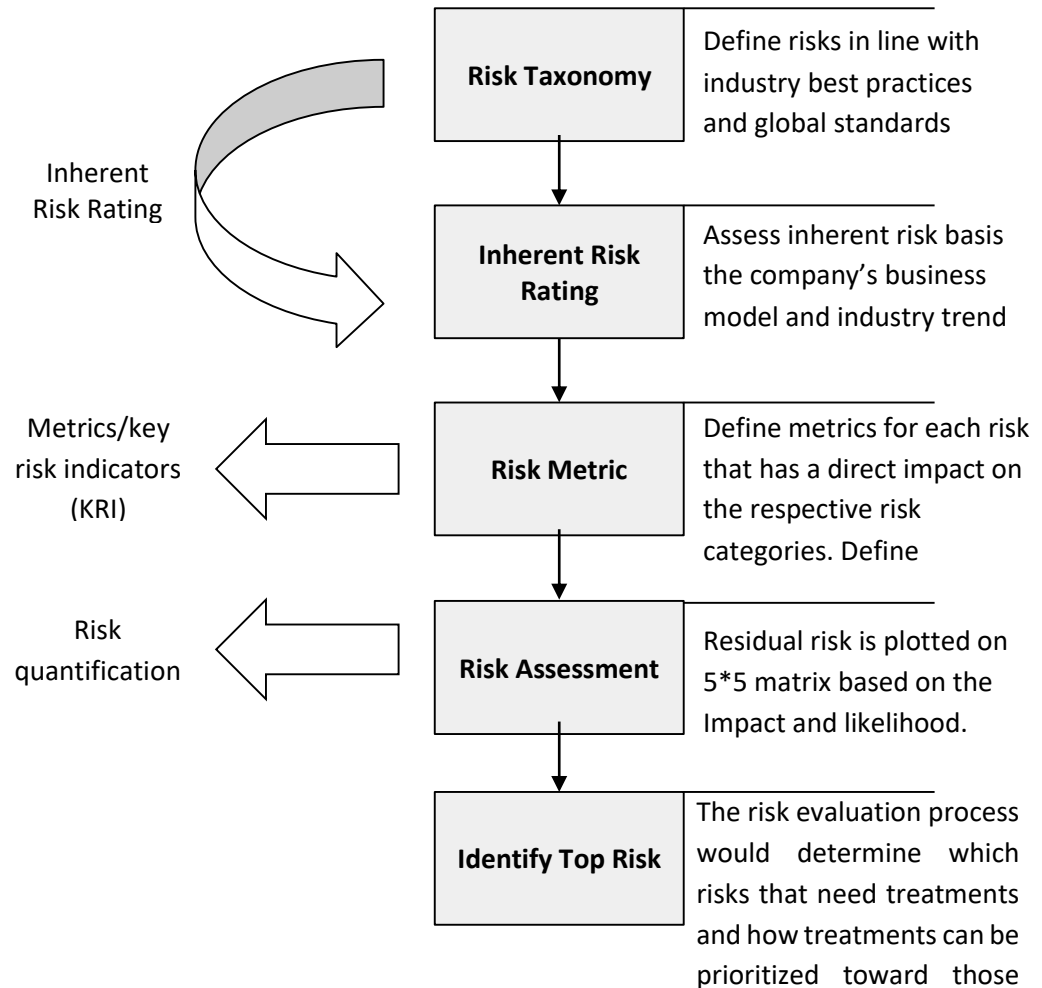 Risk Taxonomy
Define risks in line with
industry best practices
and global standards
Inherent
Risk Rating
Inherent Risk
Rating
Assess inherent risk basis
the company’s business
model and industry trend
Metrics/key
risk indicators
(KRI)
Risk Metric
Define metrics for each risk
that has a direct impact on
the respective risk
categories. Define
Risk
quantification
Risk Assessment
Residual risk is plotted on
5*5 matrix based on the
Impact and likelihood.
Identify Top Risk
The risk evaluation process
would determine which
risks that need treatments
and how treatments can be
prioritized toward those